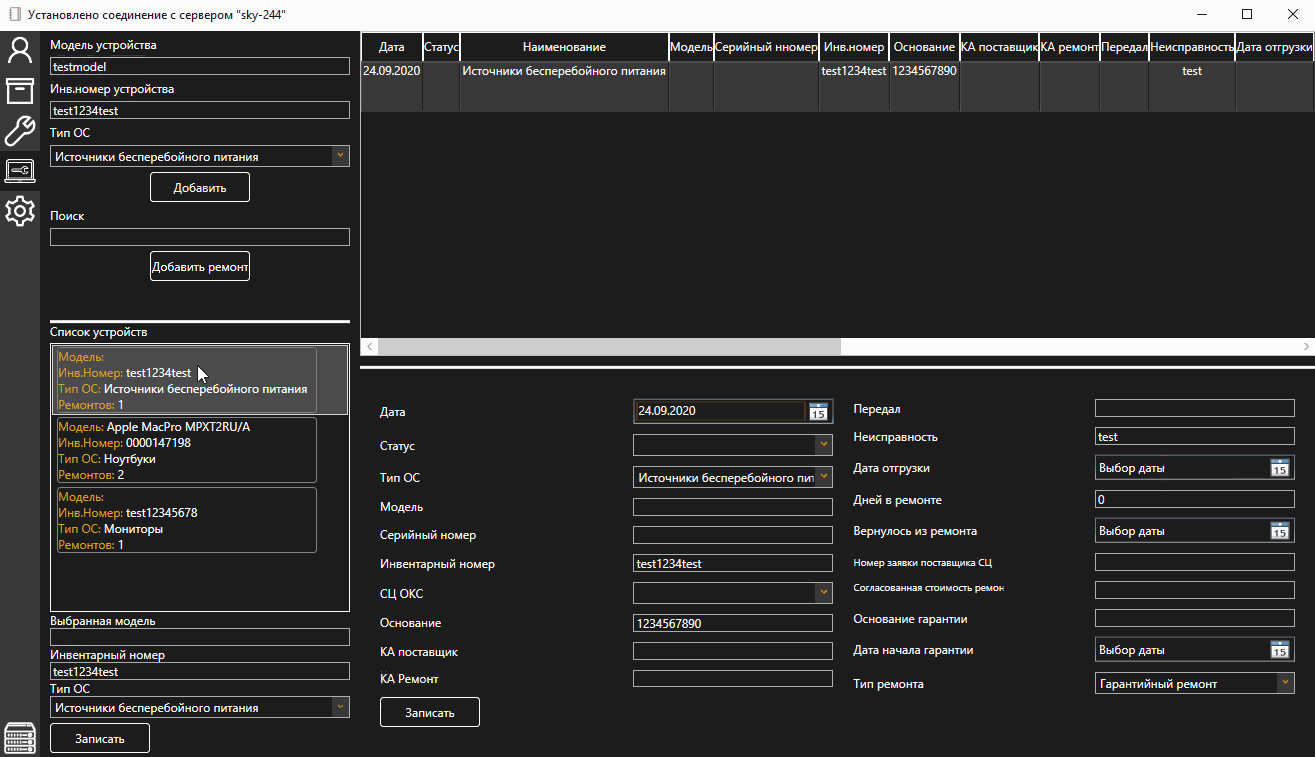 Установлено соединение с сервером "sky-244"
Модель устройства
testmodel
Инв.номер устройства
test1234test
Тип ОС
Источники бесперебойного питания
Добавить
Поиск
Добавить ремонт
Список устройств
Модель:
Инв.Номер: test1234test
Тип ОС: Источники бесперебойного питания
Ремонтов: 1
Модель: Apple MacPro MPXT2RU/A
Инв.Номер: 0000147198
Тип ОС: Ноутбуки
Ремонтов: 2
Модель:
Инв.Номер: test12345678
Тип ОС: Мониторы
Ремонтов: 1
Выбранная модель
Инвентарный номер
test1234test
Тип ОС
Источники бесперебойного питания
Записать
Дата Статус Наименование Модель Серийный нномер Инв.номер Основание КА поставщик КА ремонт Передал Неисправность Дата отгрузки
24.09.2020 Источники бесперебойного питания test1234test 1234567890 test
Дата 24.09.2020 15
Статус
Тип ОС Источники бесперебойного пит
Модель
Серийный номер
Инвентарный номер test1234test
СЦ ОКС
Основание 1234567890
КА поставщик
КА Ремонт
Записать
Передал
Неисправность test
Дата отгрузки Выбор даты 15
Дней в ремонте 0
Вернулось из ремонта Выбор даты 15
Номер заявки поставщика СЦ
Согласованная стоимость ремон
Основание гарантии
Дата начала гарантии Выбор даты 15
Тип ремонта Гарантийный ремонт